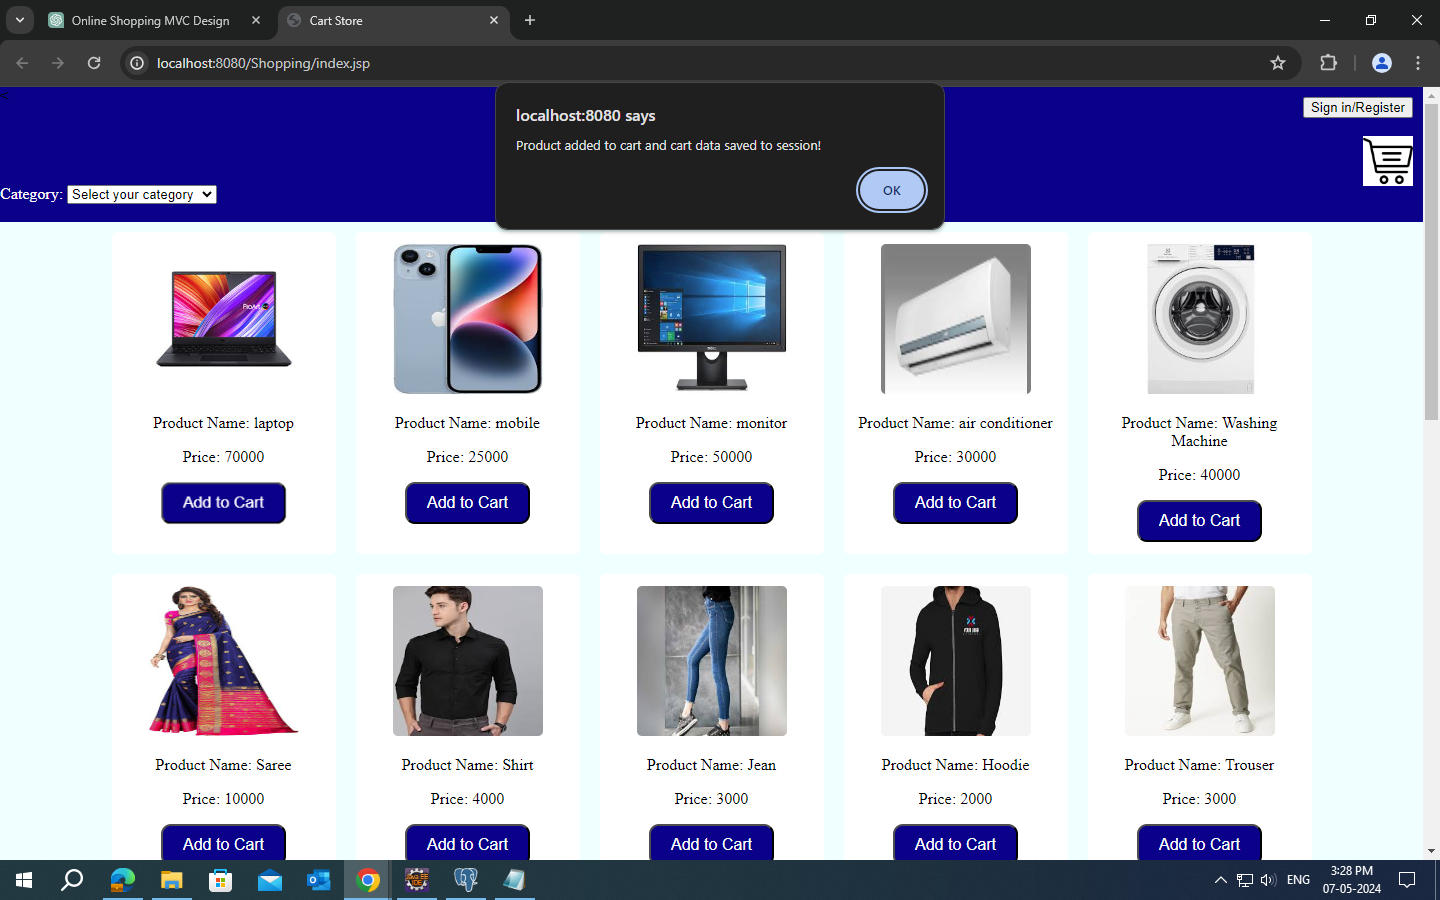 Online Shopping MVC Design
Cart Store
localhost:8080/Shopping/index.jsp
<
localhost:8080 says
Product added to cart and cart data saved to session!
OK
Sign in/Register
Category: Select your category
Product Name: laptop
Price: 70000
Add to Cart
Product Name: mobile
Price: 25000
Add to Cart
Product Name: monitor
Price: 50000
Add to Cart
Product Name: air conditioner
Price: 30000
Add to Cart
Product Name: Washing
Machine
Price: 40000
Add to Cart
Product Name: Saree
Price: 10000
Add to Cart
Product Name: Shirt
Price: 4000
Add to Cart
Product Name: Jean
Price: 3000
Add to Cart
Product Name: Hoodie
Price: 2000
Add to Cart
Product Name: Trouser
Price: 3000
Add to Cart
ENG
3:28 PM
07-05-2024